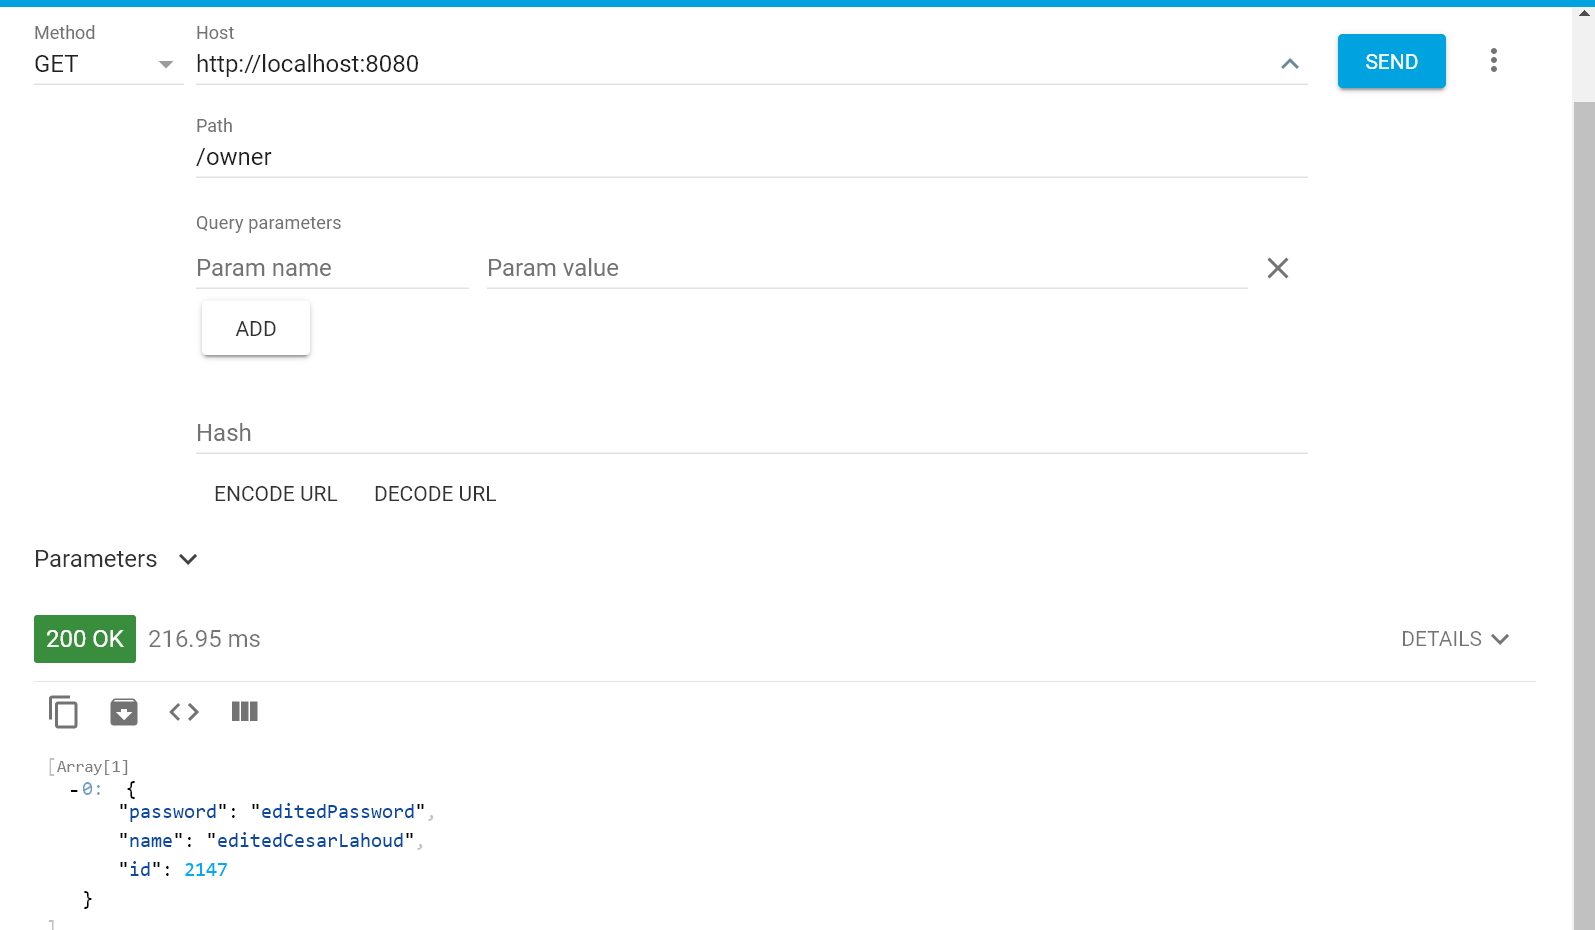 Method
Host
GET
http://localhost:8080
SEND
Path
/owner
Query parameters
Param name
Param value
ADD
Hash
ENCODE URL
DECODE URL
Parameters
200 OK
216.95 ms
DETAILS
[Array[1]
-0: {
"password": "editedPassword",
"name": "editedCesarLahoud",
"id": 2147
}
]